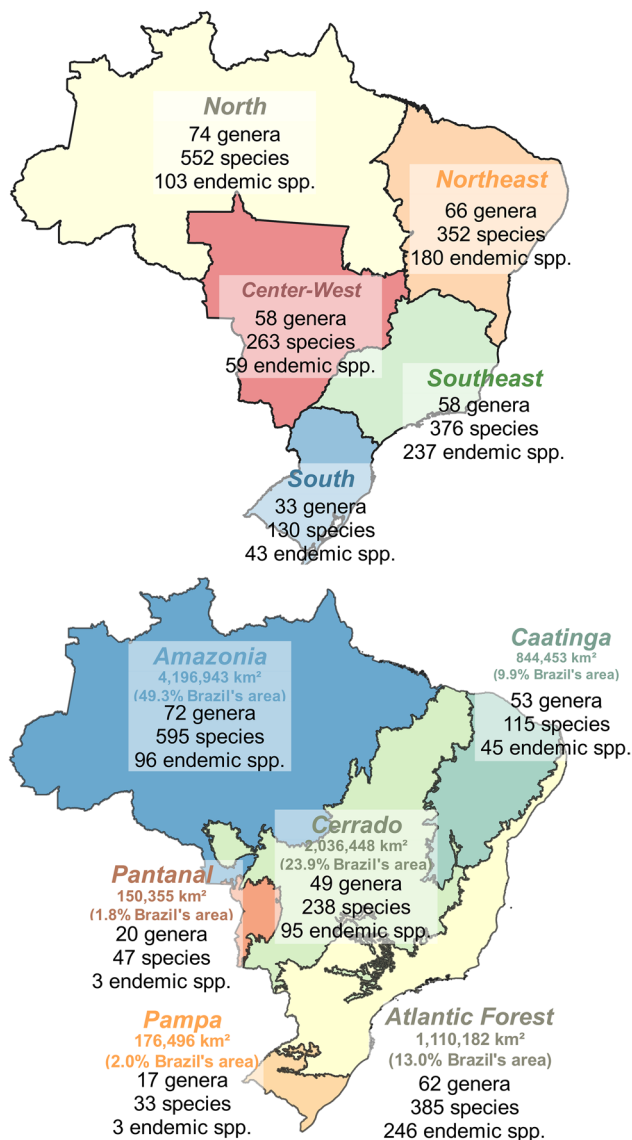 North
74 genera
552 species
103 endemic spp.
Northeast
66 genera
352 species
180 endemic spp.
Center-West
58 genera
263 species
59 endemic spp.
Southeast
58 genera
376 species
237 endemic spp.
South
33 genera
130 species
43 endemic spp.
Caatinga
844,453 km²
(9.9% Brazil's area)
53 genera
115 species
45 endemic spp.
Amazonia
4,196,943 km²
(49.3% Brazil's area)
72 genera
595 species
96 endemic spp.
Cerrado
2,036,448 km²
(23.9% Brazil's area)
49 genera
238 species
95 endemic spp.
Pantanal
150,355 km²
(1.8% Brazil's area)
20 genera
47 species
3 endemic spp.
Pampa
176,496 km²
(2.0% Brazil's area)
17 genera
33 species
3 endemic spp.
Atlantic Forest
1,110,182 km²
(13.0% Brazil's area)
62 genera
385 species
246 endemic spp.